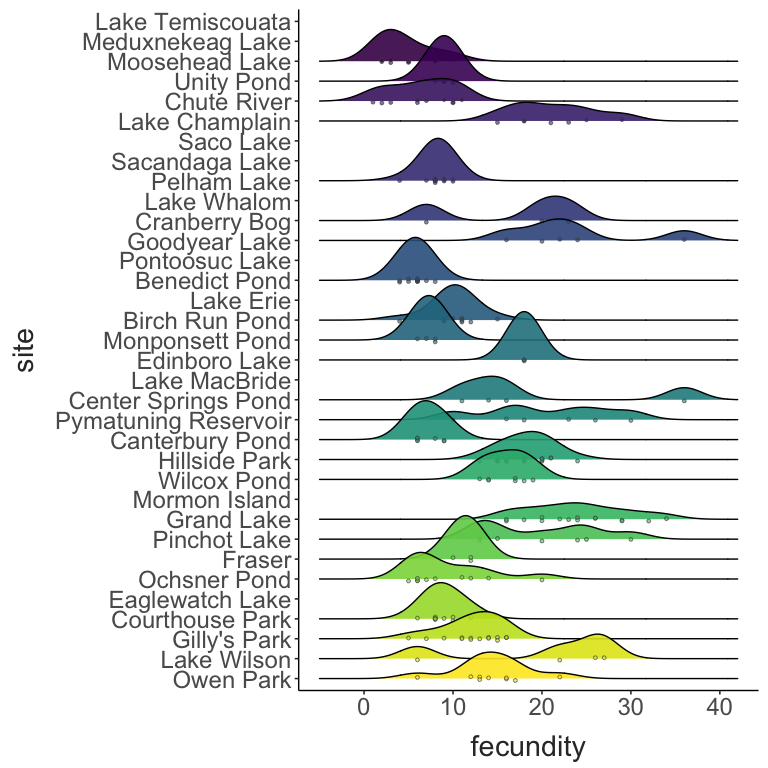 Lake Temiscouata
Meduxnekeag Lake
Moosehead Lake
Unity Pond
Chute River
Lake Champlain
Saco Lake
Sacandaga Lake
Pelham Lake
Lake Whalom
Cranberry Bog
Goodyear Lake
Pontoosuc Lake
Benedict Pond
Lake Erie
Birch Run Pond
Monponsett Pond
Edinboro Lake
Lake MacBride
Center Springs Pond
Pymatuning Reservoir
Canterbury Pond
Hillside Park
Wilcox Pond
Mormon Island
Grand Lake
Pinchot Lake
Fraser
Ochsner Pond
Eaglewatch Lake
Courthouse Park
Gilly's Park
Lake Wilson
Owen Park
site
0 10 20 30 40
fecundity